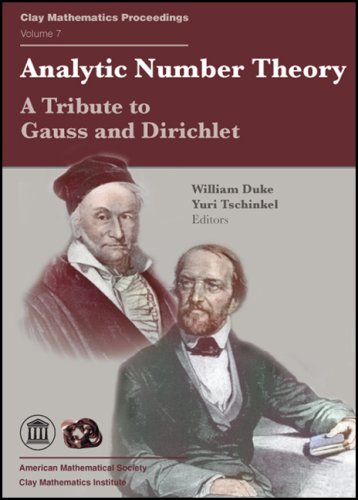 Clay Mathematics Proceedings
Volume 7
Analytic Number Theory
A Tribute to
Gauss and Dirichlet
William Duke
Yuri Tschinkel
Editors
American Mathematical Society
Clay Mathematics Institute